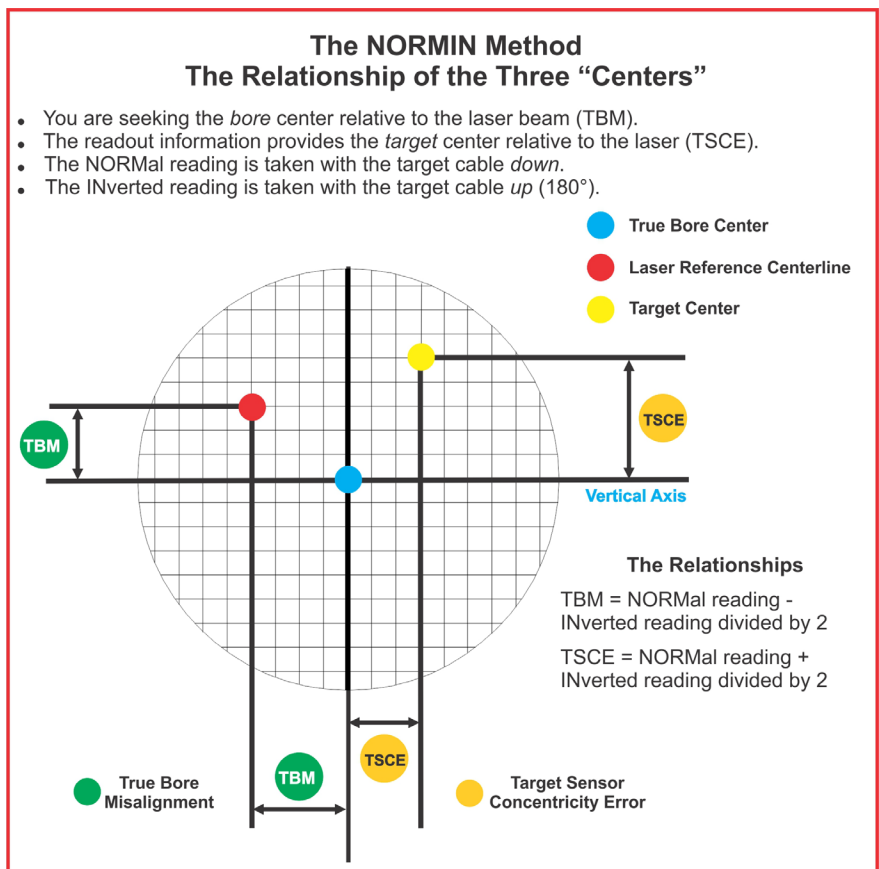 The NORMIN Method
The Relationship of the Three “Centers”
• You are seeking the bore center relative to the laser beam (TBM).
• The readout information provides the target center relative to the laser (TSCE).
• The NORMal reading is taken with the target cable down.
• The INverted reading is taken with the target cable up (180°).
True Bore Center
Laser Reference Centerline
Target Center
TBM
TSCE
Vertical Axis
The Relationships
TBM = NORMal reading -
INverted reading divided by 2
TSCE = NORMal reading +
INverted reading divided by 2
TSCE
TBM
True Bore
Misalignment
Target Sensor
Concentricity Error